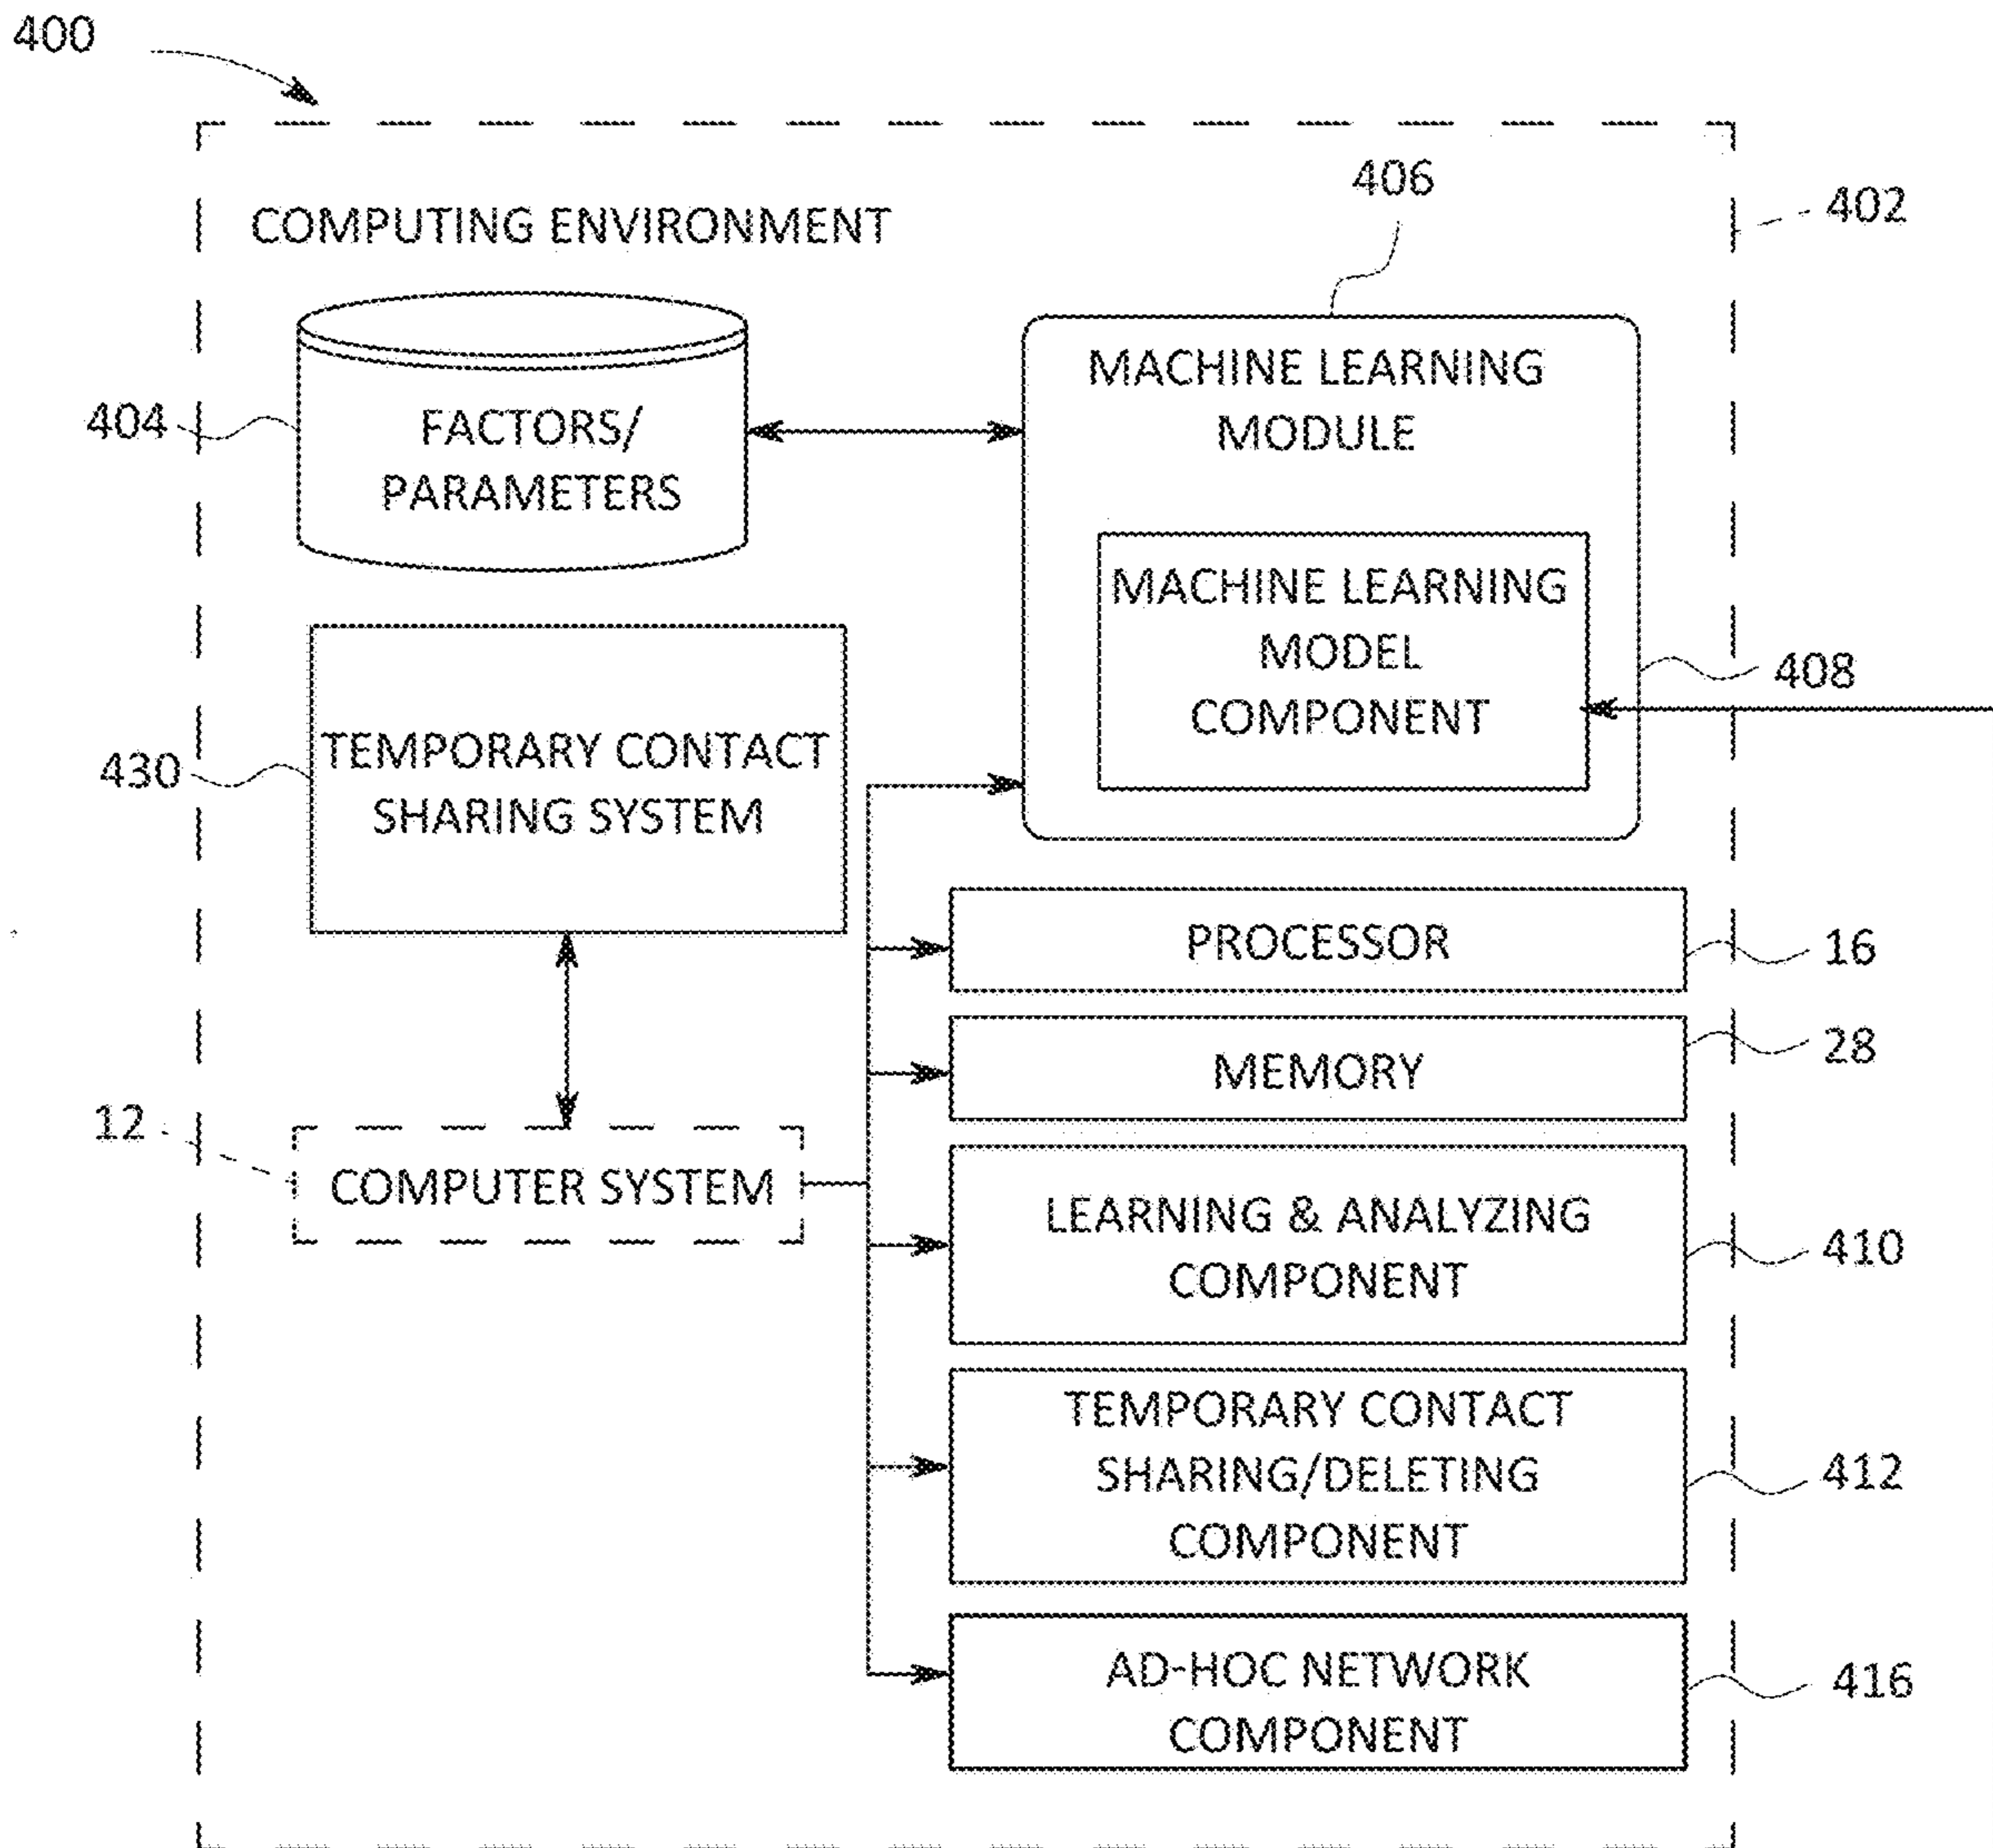 400
COMPUTING ENVIRONMENT
406
402
404
FACTORS/
PARAMETERS
MACHINE LEARNING
MODULE
MACHINE LEARNING
MODEL
COMPONENT
408
430
TEMPORARY CONTACT
SHARING SYSTEM
PROCESSOR
16
MEMORY
28
12
COMPUTER SYSTEM
LEARNING & ANALYZING
COMPONENT
410
TEMPORARY CONTACT
SHARING/DELETING
COMPONENT
412
AD-HOC NETWORK
COMPONENT
416